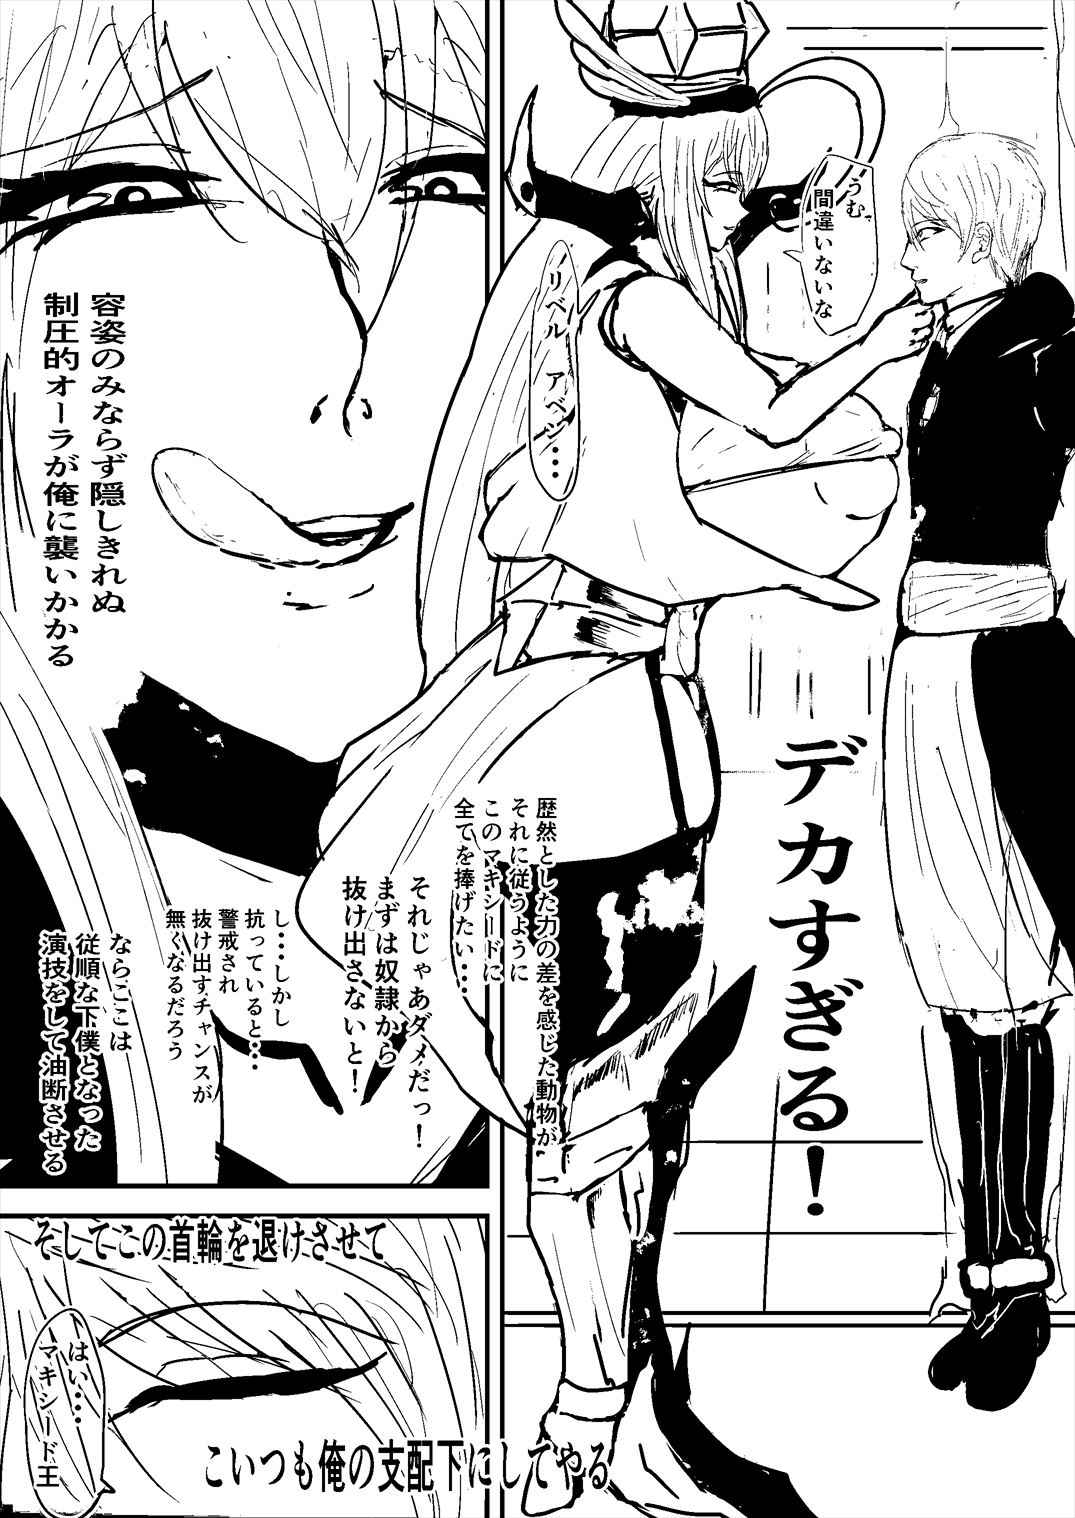 うむ
間違いないな
リベル アベン…
デカすぎる！
容姿のみならず隠しきれぬ
制圧的オーラが俺に襲いかかる
歴然とした力の差を感じた動物が
それに従うように
このマキシードに
全てを捧げたい…
それじゃあダメだっ！
まずは奴隷から
抜け出さないと！
し…しかし
抗っていると…
警戒され
抜け出すチャンスが
無くなるだろう
ならここは
従順な下僕となった
演技をして油断させる
そしてこの首輪を退けさせて
はい…
マキシード王
こいつも俺の支配下にしてやる